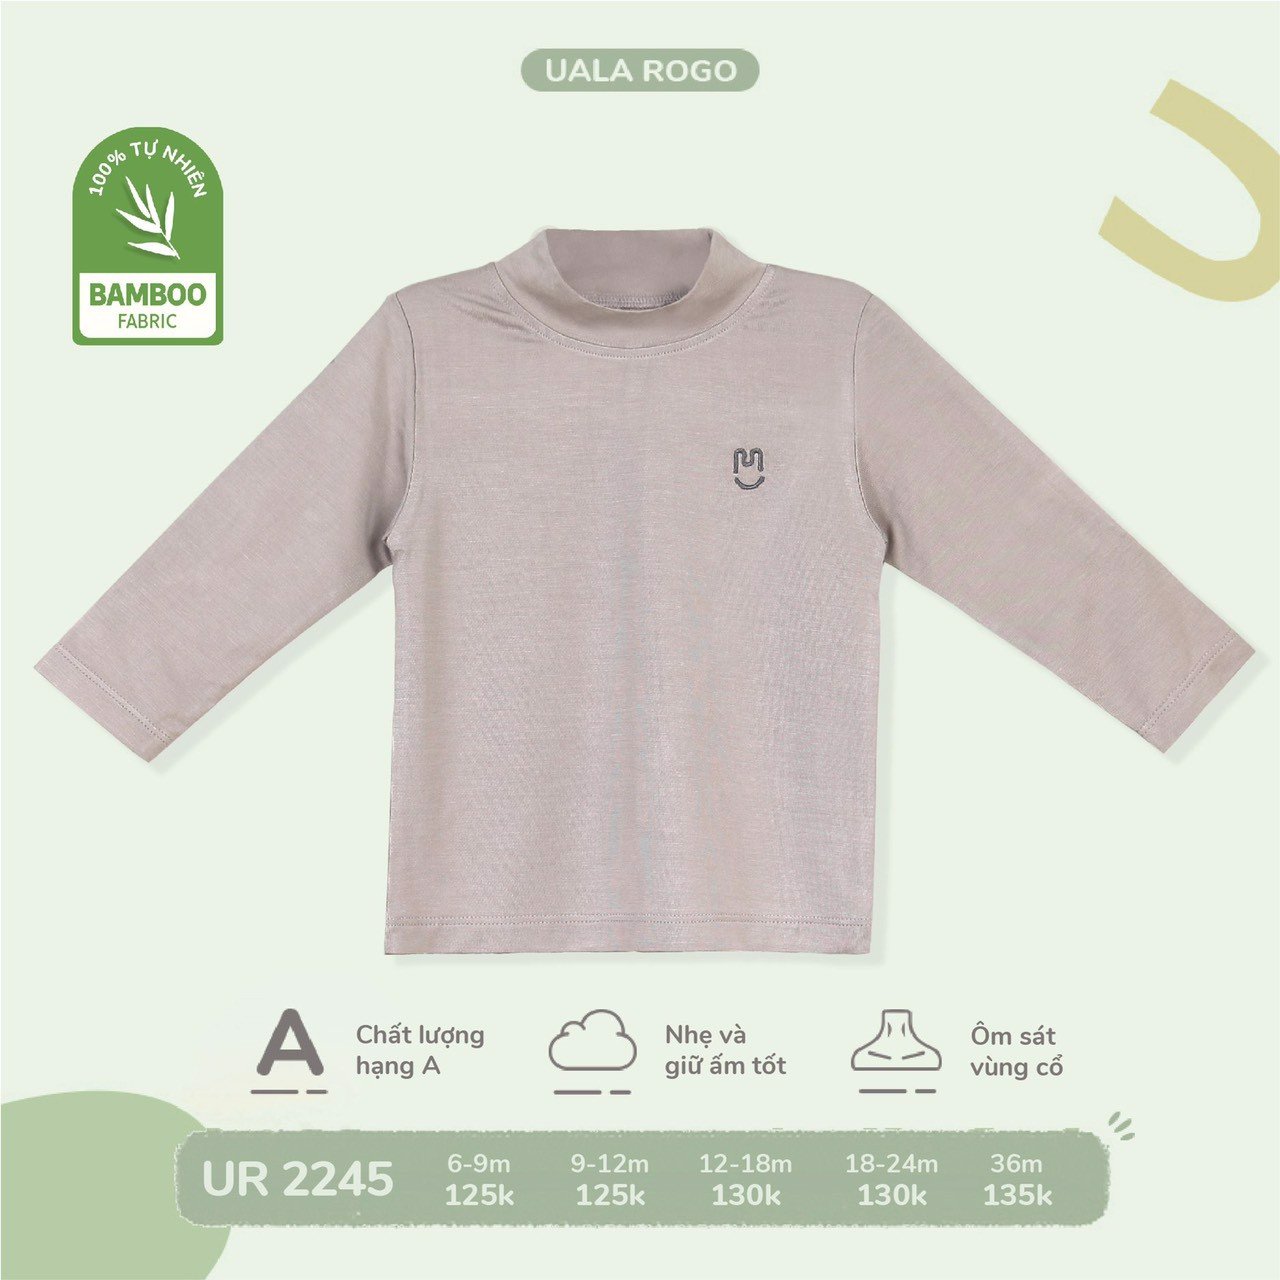 UALA ROGO
100% TỰ NHIÊN
BAMBOO
FABRIC
A
Chất lượng
hạng A
Nhẹ và
giữ ấm tốt
Ôm sát
vùng cổ
UR 2245
6-9m 9-12m 12-18m 18-24m 36m
125k 125k 130k 130k 135k